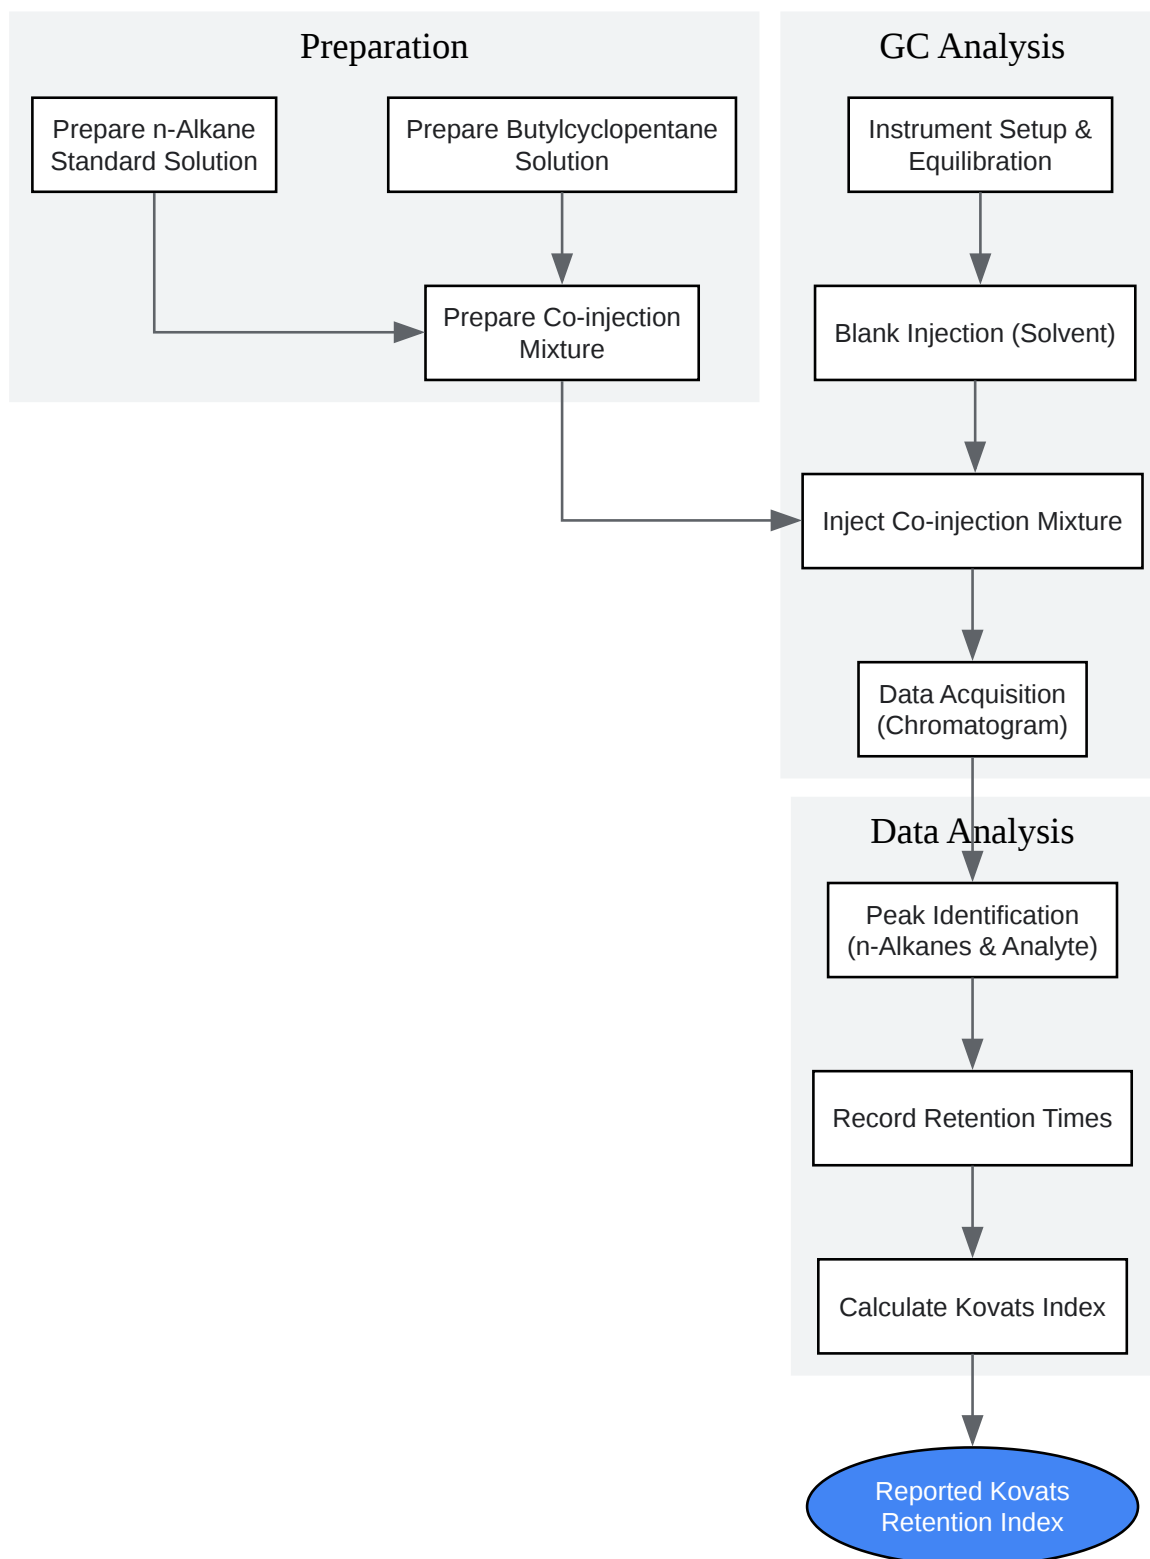 Preparation
Prepare n-Alkane
Standard Solution
Prepare Butylcyclopentane
Solution
Prepare Co-injection
Mixture
GC Analysis
Instrument Setup &
Equilibration
Blank Injection (Solvent)
Inject Co-injection Mixture
Data Acquisition
(Chromatogram)
Data Analysis
Peak Identification
(n-Alkanes & Analyte)
Record Retention Times
Calculate Kovats Index
Reported Kovats
Retention Index